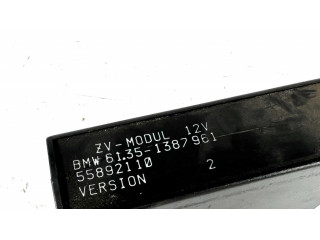 ZV-MODUL 12V
BMW 61.35-1387961
55892110
VERSION 2